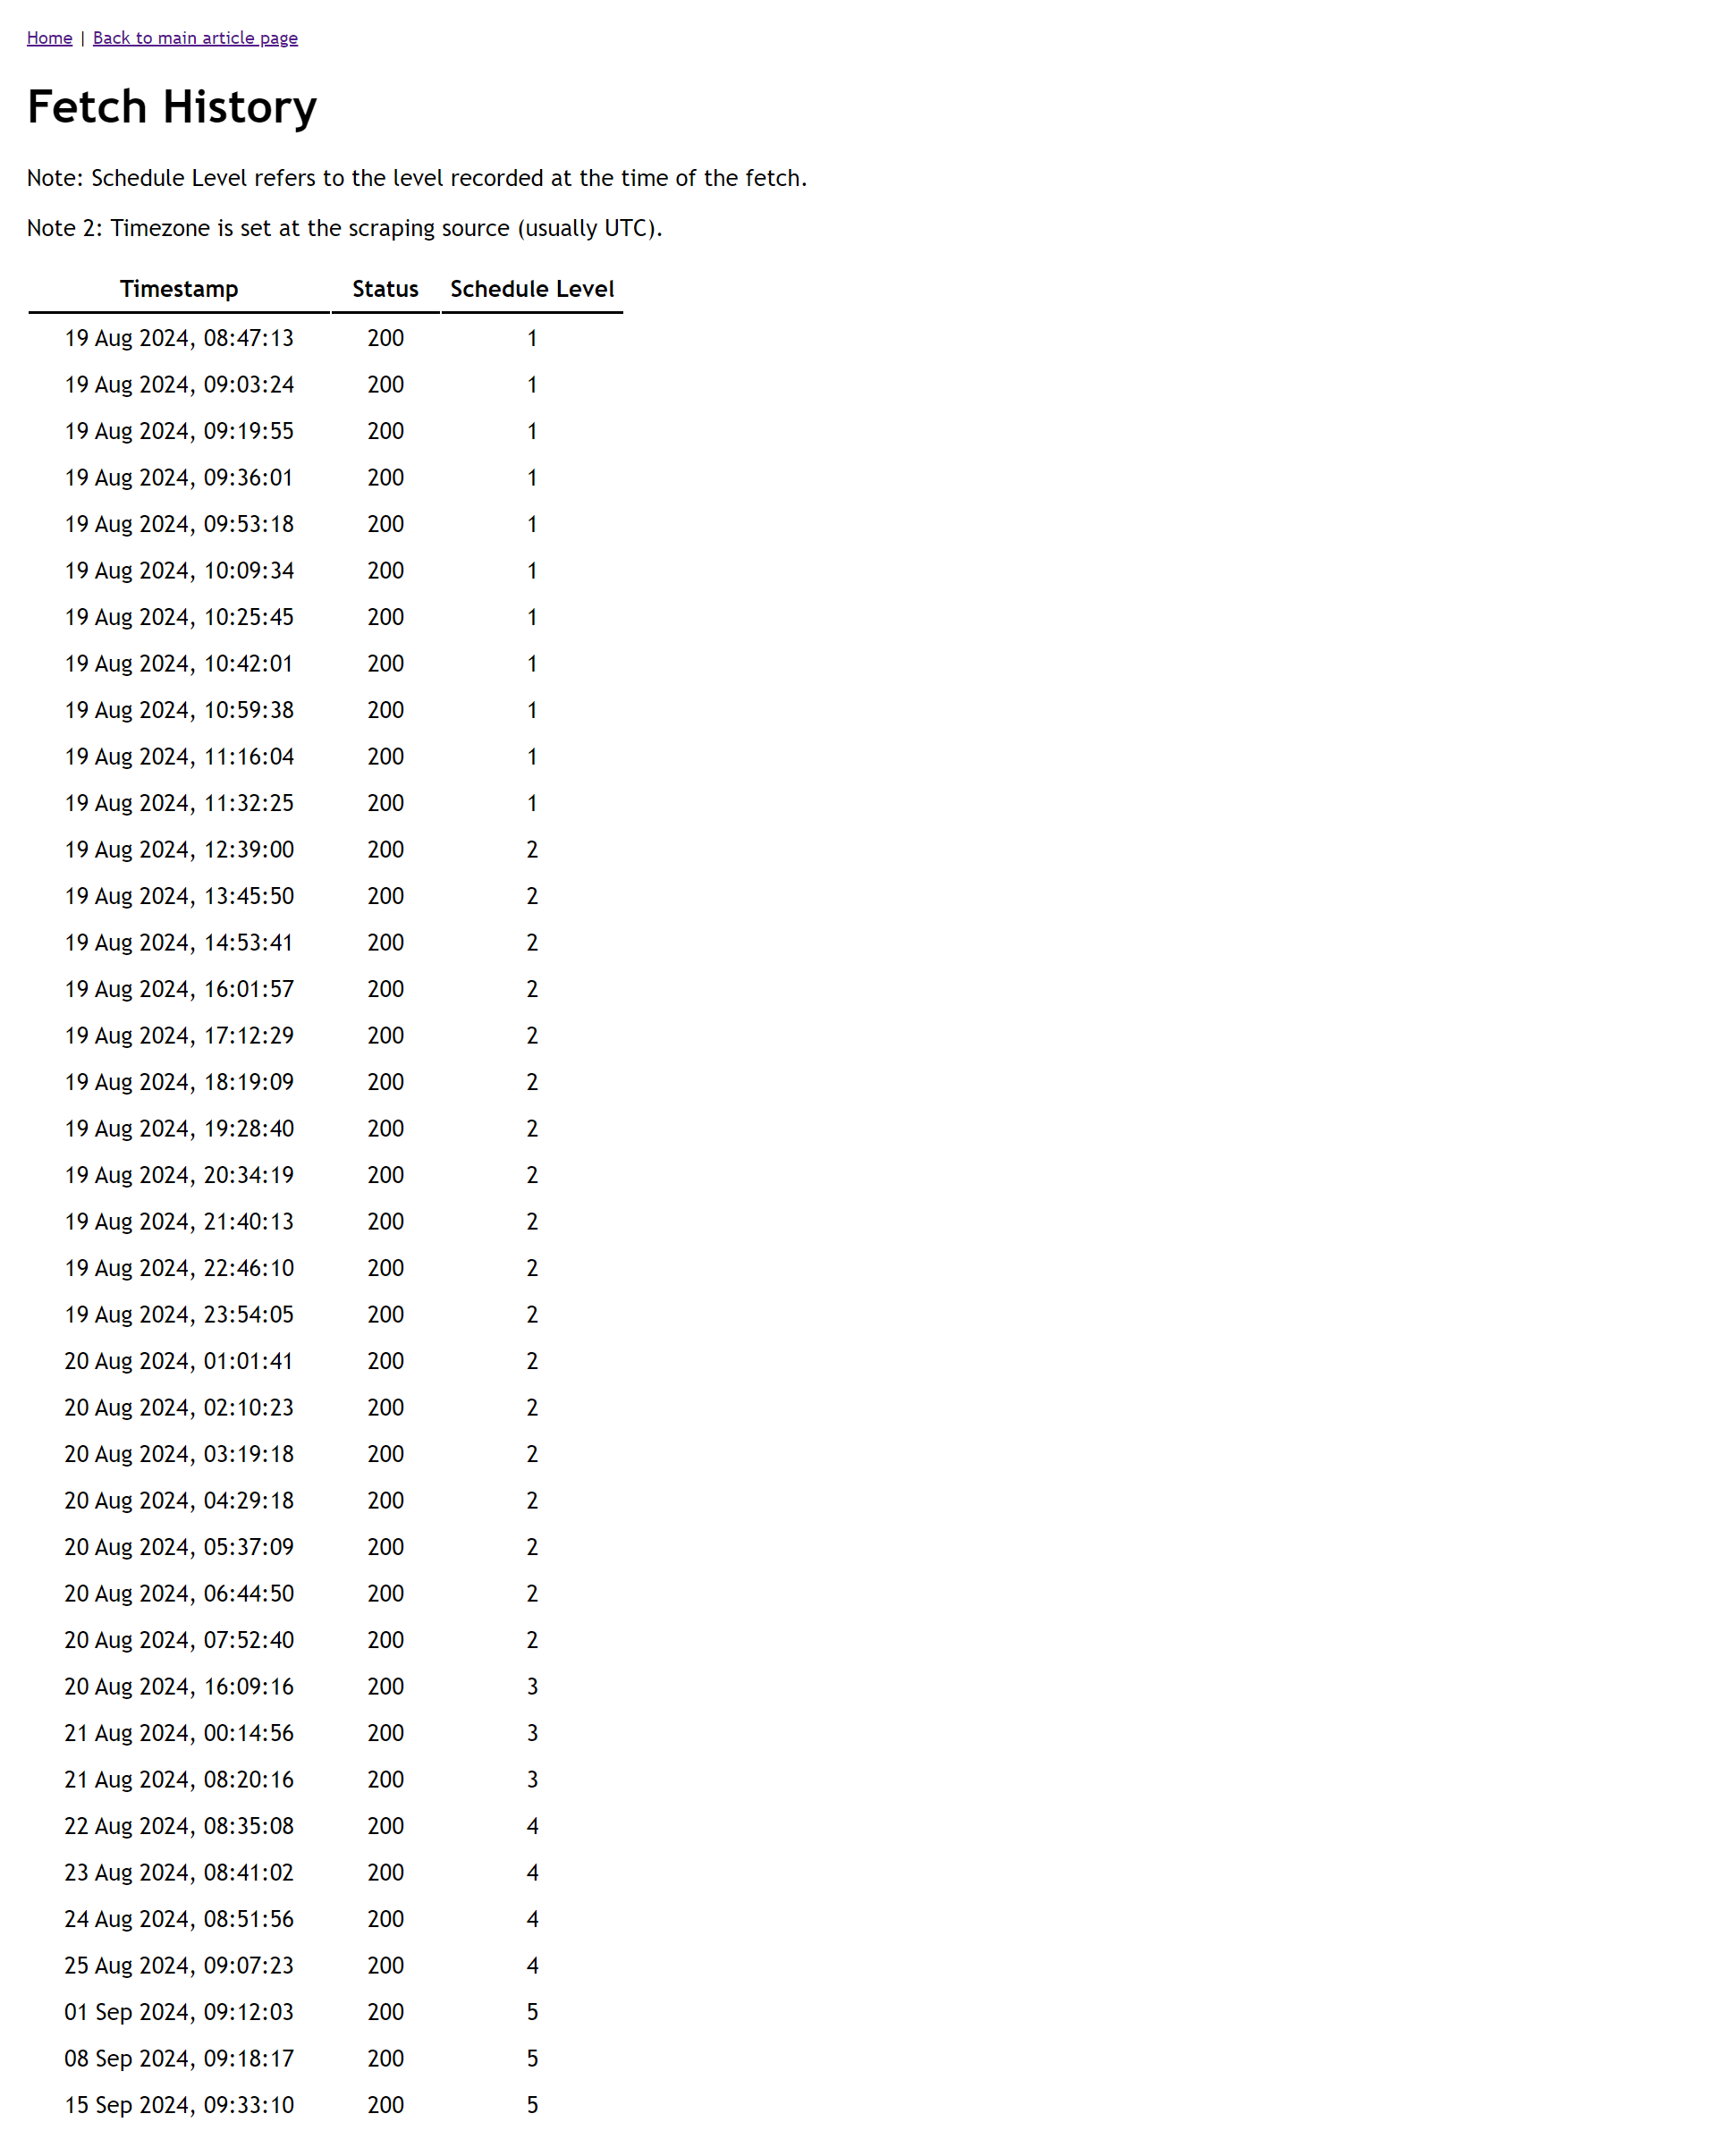 Home | Back to main article page
Fetch History
Note: Schedule Level refers to the level recorded at the time of the fetch.
Note 2: Timezone is set at the scraping source (usually UTC).
Timestamp Status Schedule Level
19 Aug 2024, 08:47:13 200 1
19 Aug 2024, 09:03:24 200 1
19 Aug 2024, 09:19:55 200 1
19 Aug 2024, 09:36:01 200 1
19 Aug 2024, 09:53:18 200 1
19 Aug 2024, 10:09:34 200 1
19 Aug 2024, 10:25:45 200 1
19 Aug 2024, 10:42:01 200 1
19 Aug 2024, 10:59:38 200 1
19 Aug 2024, 11:16:04 200 1
19 Aug 2024, 11:32:25 200 1
19 Aug 2024, 12:39:00 200 2
19 Aug 2024, 13:45:50 200 2
19 Aug 2024, 14:53:41 200 2
19 Aug 2024, 16:01:57 200 2
19 Aug 2024, 17:12:29 200 2
19 Aug 2024, 18:19:09 200 2
19 Aug 2024, 19:28:40 200 2
19 Aug 2024, 20:34:19 200 2
19 Aug 2024, 21:40:13 200 2
19 Aug 2024, 22:46:10 200 2
19 Aug 2024, 23:54:05 200 2
20 Aug 2024, 01:01:41 200 2
20 Aug 2024, 02:10:23 200 2
20 Aug 2024, 03:19:18 200 2
20 Aug 2024, 04:29:18 200 2
20 Aug 2024, 05:37:09 200 2
20 Aug 2024, 06:44:50 200 2
20 Aug 2024, 07:52:40 200 2
20 Aug 2024, 16:09:16 200 3
21 Aug 2024, 00:14:56 200 3
21 Aug 2024, 08:20:16 200 3
22 Aug 2024, 08:35:08 200 4
23 Aug 2024, 08:41:02 200 4
24 Aug 2024, 08:51:56 200 4
25 Aug 2024, 09:07:23 200 4
01 Sep 2024, 09:12:03 200 5
08 Sep 2024, 09:18:17 200 5
15 Sep 2024, 09:33:10 200 5